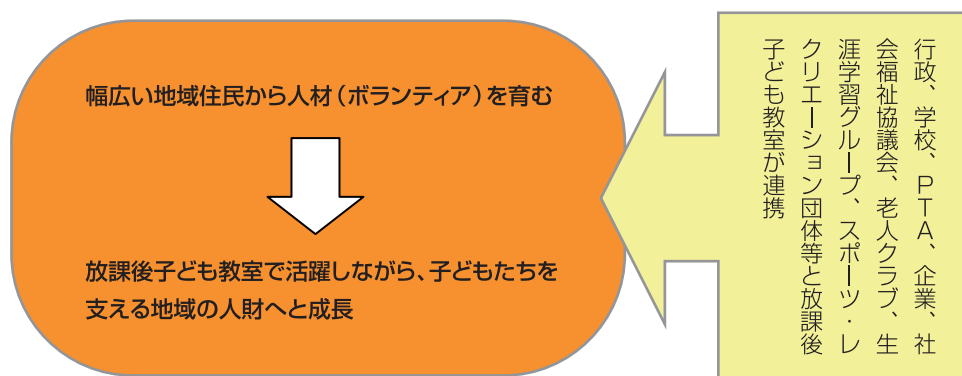 幅広い地域住民から人材（ボランティア）を育む
放課後子ども教室で活躍しながら、子どもたちを
支える地域の人財へと成長
行政、学校、ＰＴＡ、企業、社
会福祉協議会、老人クラブ、生
涯学習グループ、スポーツ・レ
クリエーション団体等と放課後
子ども教室が連携